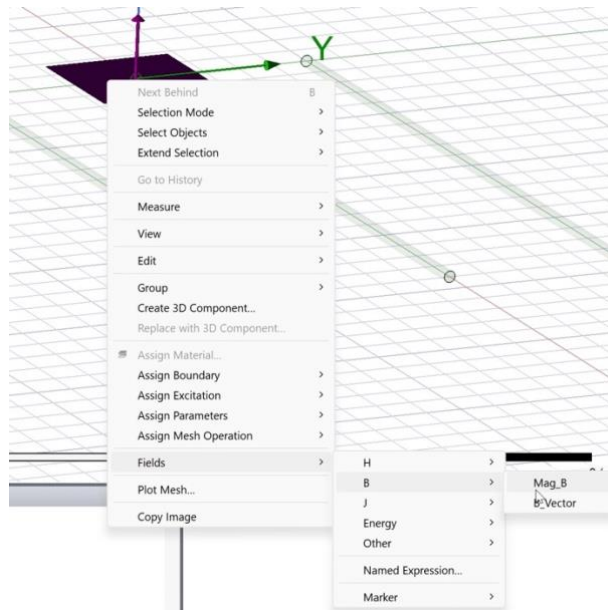 Y
Next Behind B
Selection Mode
Select Objects
Extend Selection
Go to History
Measure
View
Edit
Group
Create 3D Component...
Replace with 3D Component...
Assign Material...
Assign Boundary
Assign Excitation
Assign Parameters
Assign Mesh Operation
Fields
Plot Mesh...
Copy Image
H
B
J
Energy
Other
Named Expression...
Marker
Mag_B
B_Vector